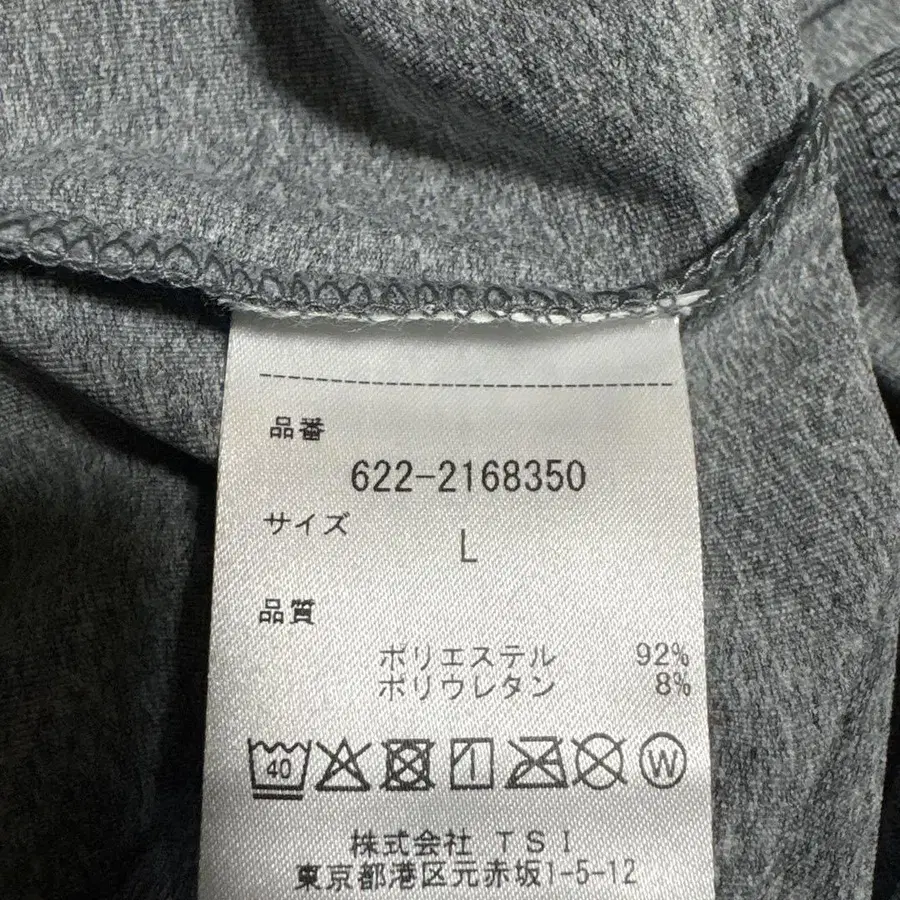 品番
622-2168350
サイズ
L
品質
ポリエステル 92%
ポリウレタン 8%
40 W
株式会社 TSI
東京都港区元赤坂1-5-12